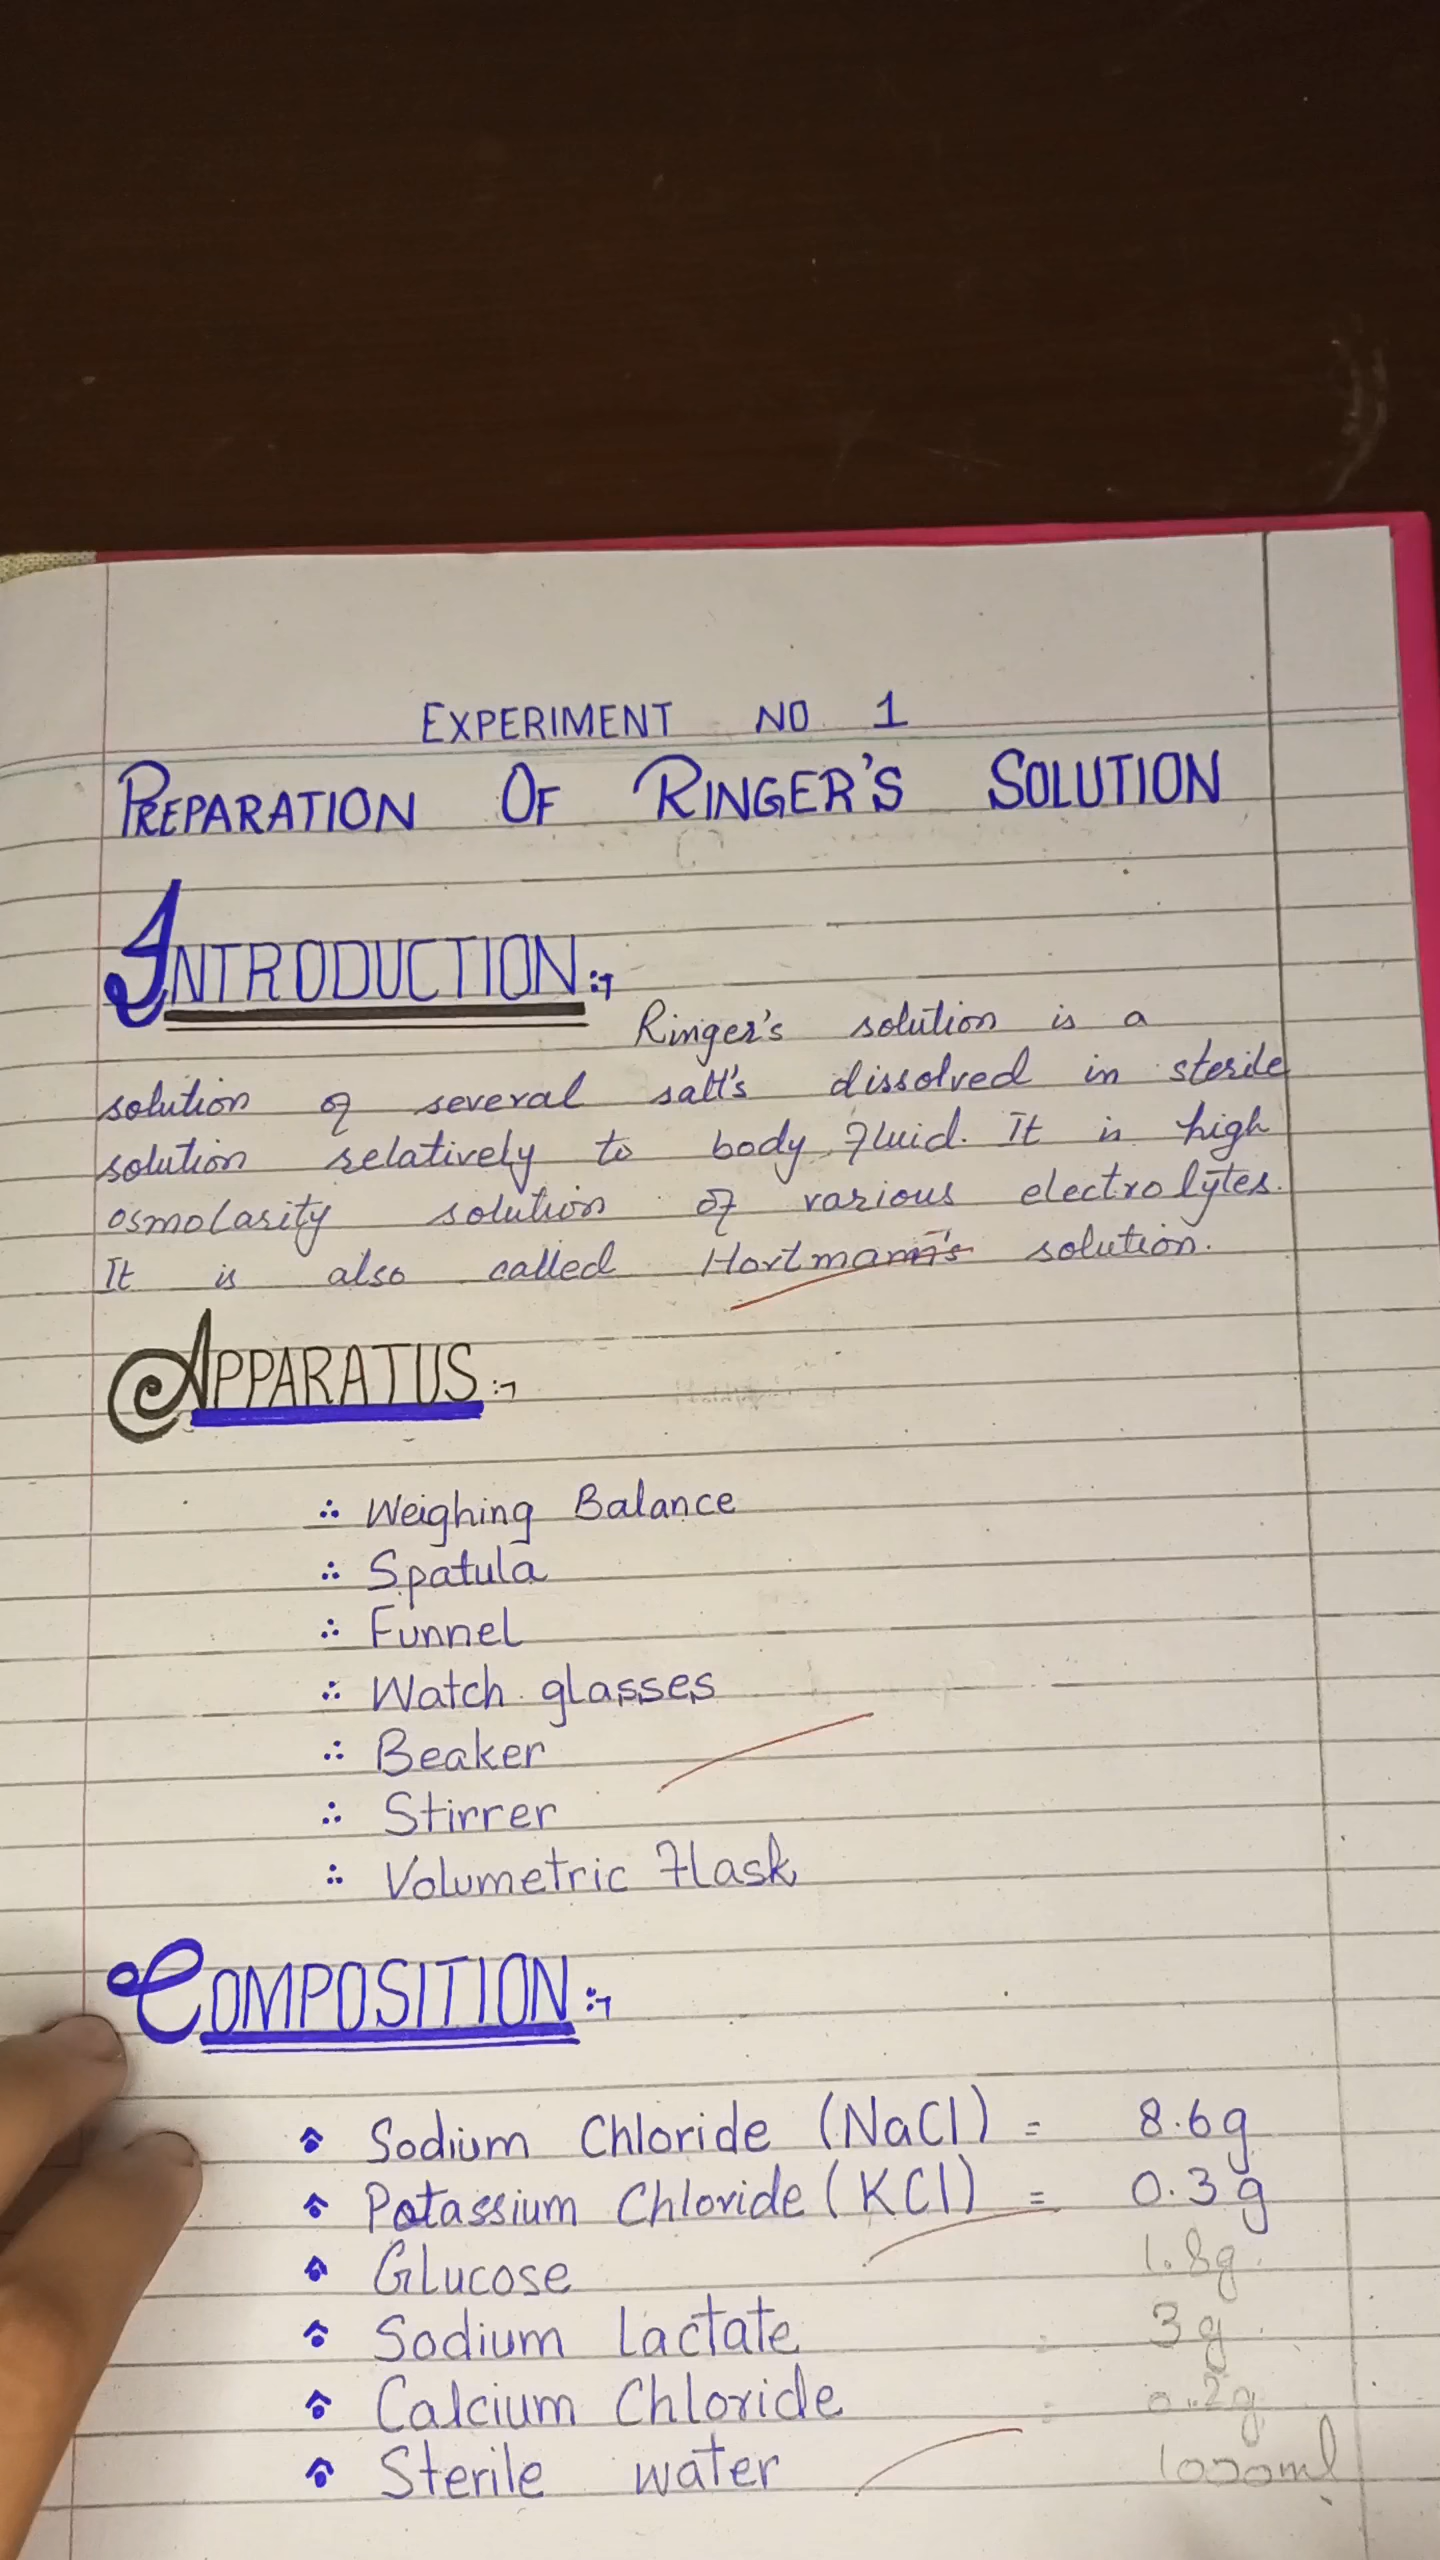 EXPERIMENT NO 1
PREPARATION OF RINGER'S SOLUTION
INTRODUCTION:-
Ringer's solution is a
solution of several salt's dissolved in sterile
solution relatively to body fluid. It is high
osmolarity solution of various electrolytes.
It is also called Hartmann's solution.
APPARATUS:-
∴ Weighing Balance
∴ Spatula
∴ Funnel
∴ Watch glasses
∴ Beaker
∴ Stirrer
∴ Volumetric Flask
COMPOSITION:-
Sodium Chloride (NaCl) = 8.6g
Potassium Chloride (KCl) = 0.3g
Glucose 1.8g
Sodium Lactate = 3g
Calcium Chloride = 0.2g
Sterile water 1000ml